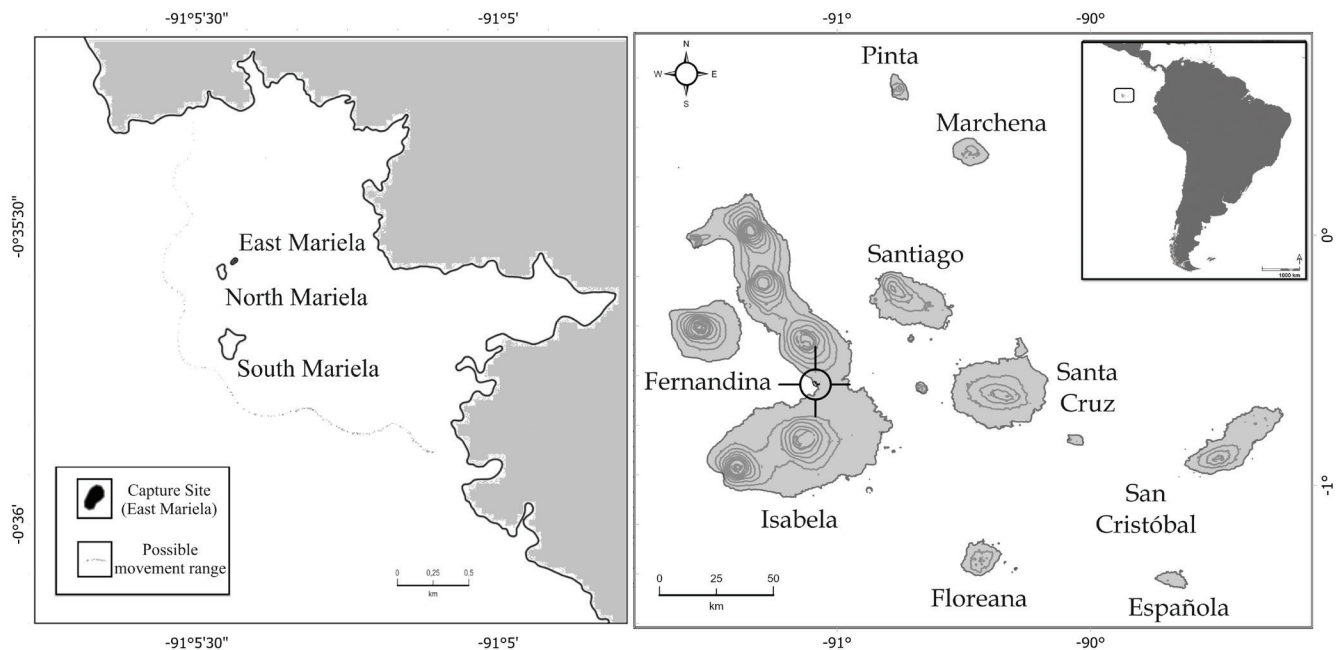 -91°5'30"
-91°5'
-0°35'30"
-0°36'
East Mariela
North Mariela
South Mariela
Capture Site
(East Mariela)
Possible
movement range
0
0,25
0.5
km
-91°5'30"
-91°5'
-91°
-90°
N
W
E
S
Pinta
Marchena
1000 km
Santiago
0°
Fernandina
Santa
Cruz
Isabela
San
Cristóbal
-1°
Floreana
Española
0
25
50
km
-91°
-90°